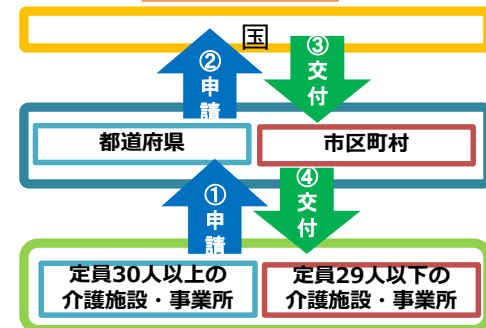 国
②申請
③交付
都道府県
市区町村
①申請
④交付
定員30人以上の
介護施設・事業所
定員29人以下の
介護施設・事業所